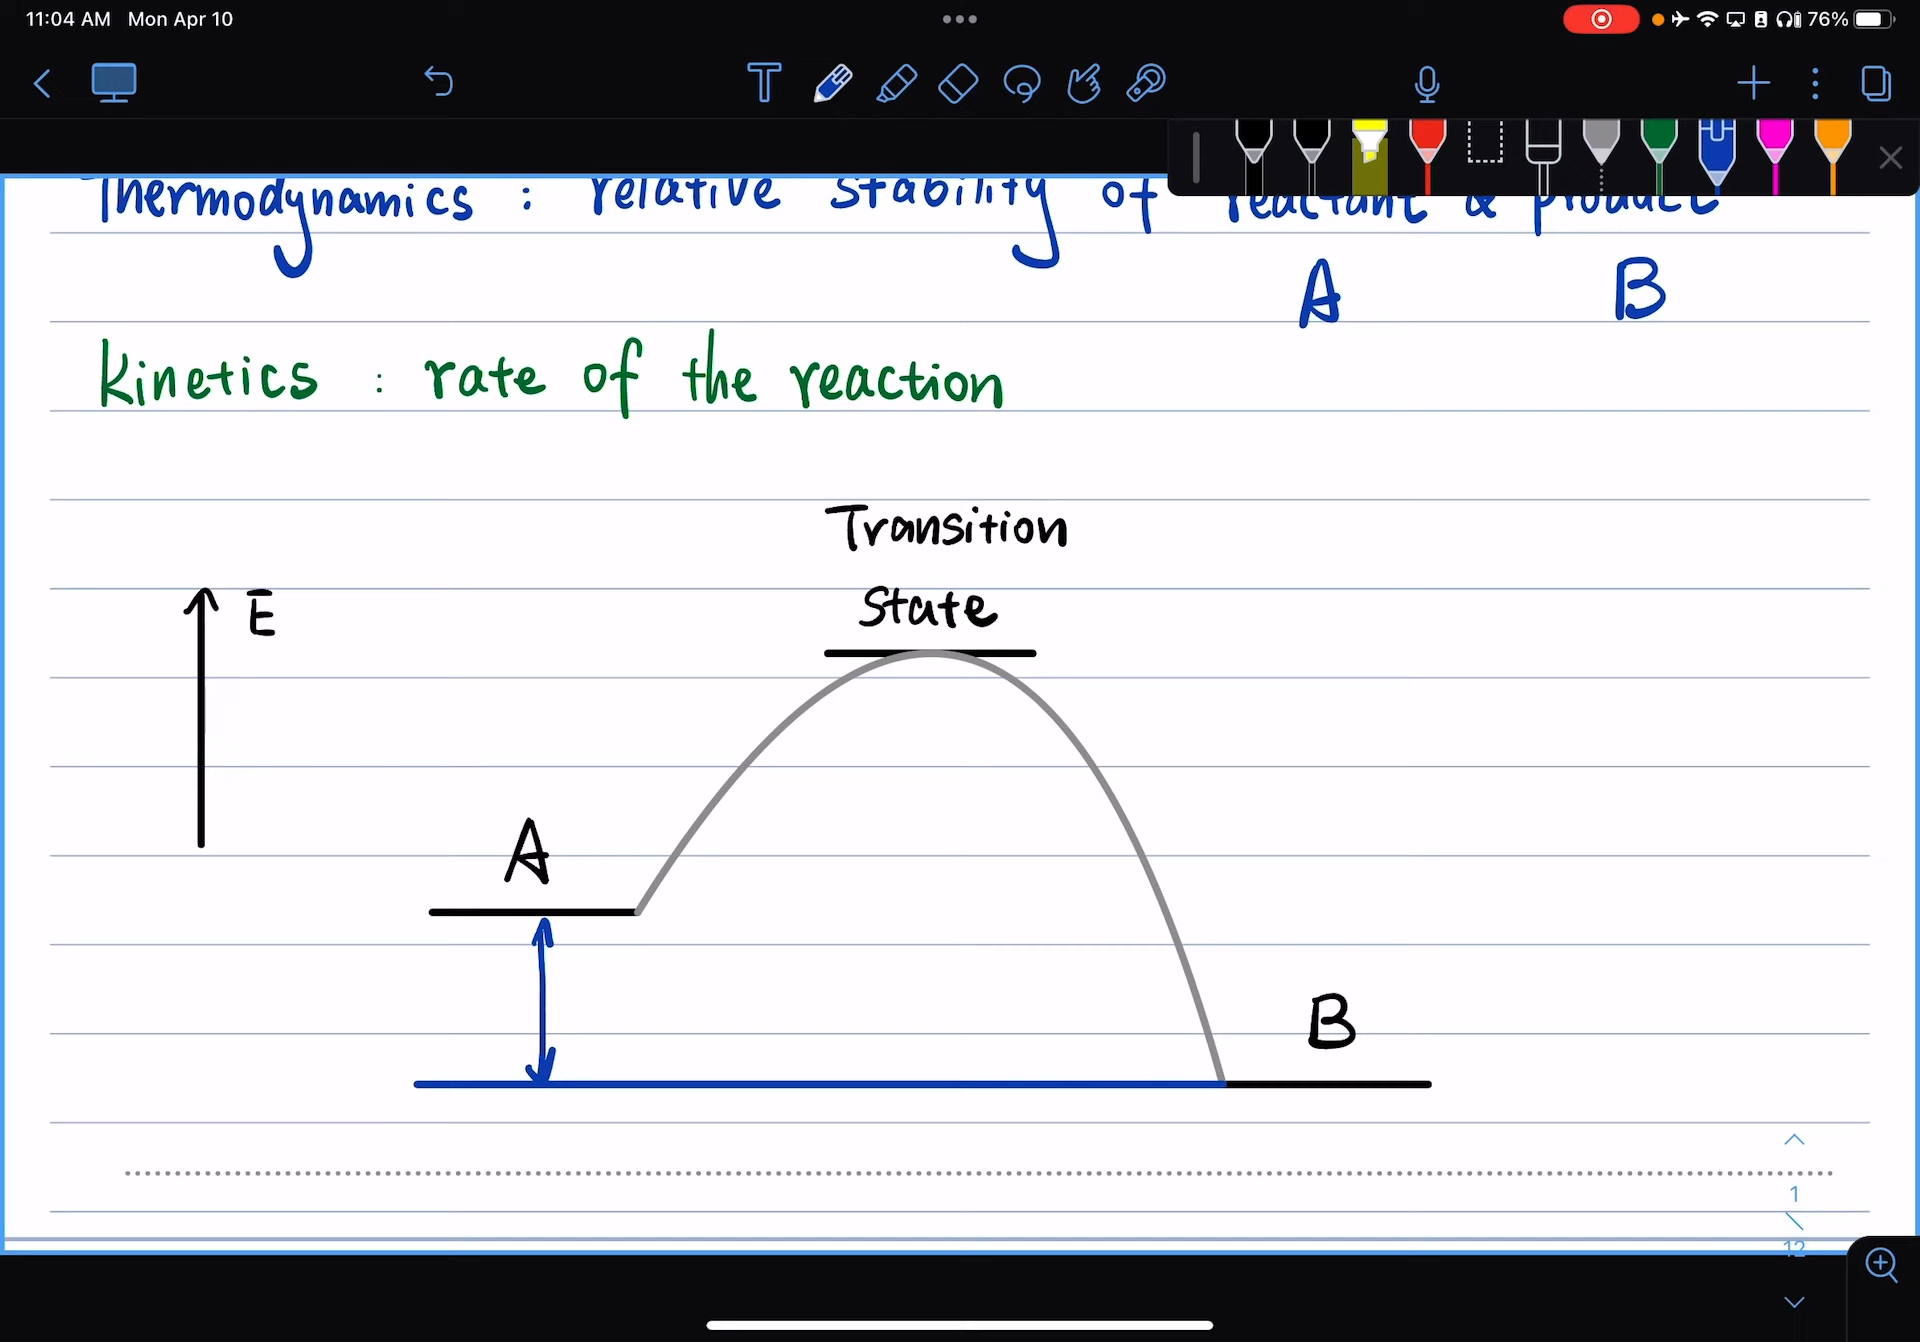 11:04 AM Mon Apr 10
76%
Thermodynamics : relative stability of reactant & product
A B
Kinetics : rate of the reaction
Transition
State
E
A
B
1
12